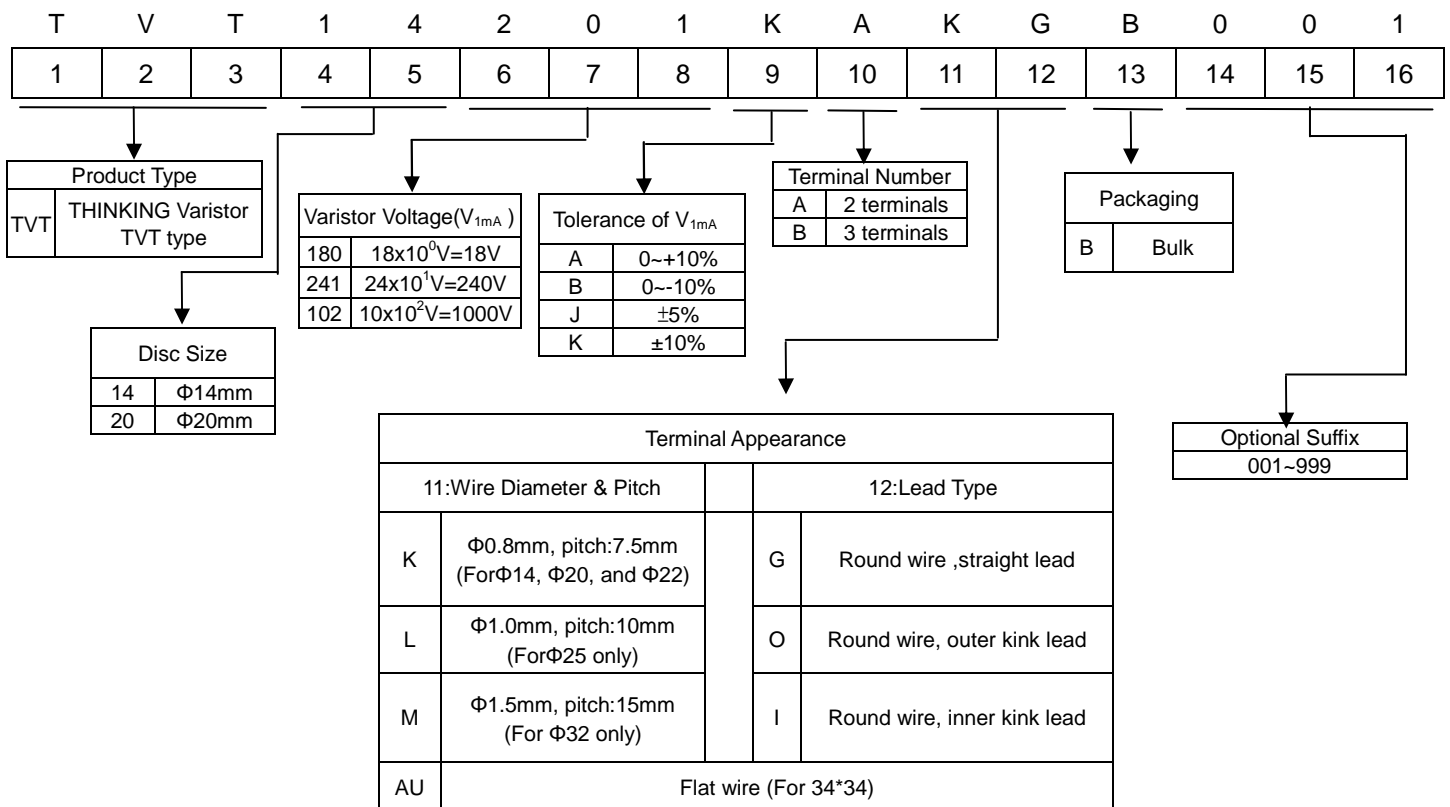 T V T 1 4 2 0 1 K A K G B 0 0 1
1 2 3 4 5 6 7 8 9 10 11 12 13 14 15 16
Product Type
TVT THINKING Varistor
TVT type
Disc Size
14 Φ14mm
20 Φ20mm
Varistor Voltage(V1mA )
180 18x10⁰V=18V
241 24x10¹V=240V
102 10x10²V=1000V
Tolerance of V1mA
A 0~+10%
B 0~-10%
J ±5%
K ±10%
Terminal Number
A 2 terminals
B 3 terminals
Packaging
B Bulk
Terminal Appearance
11:Wire Diameter & Pitch 12:Lead Type
K Φ0.8mm, pitch:7.5mm
(ForΦ14, Φ20, and Φ22)
G Round wire ,straight lead
L Φ1.0mm, pitch:10mm
(ForΦ25 only)
O Round wire, outer kink lead
M Φ1.5mm, pitch:15mm
(For Φ32 only)
I Round wire, inner kink lead
AU Flat wire (For 34*34)
Optional Suffix
001~999